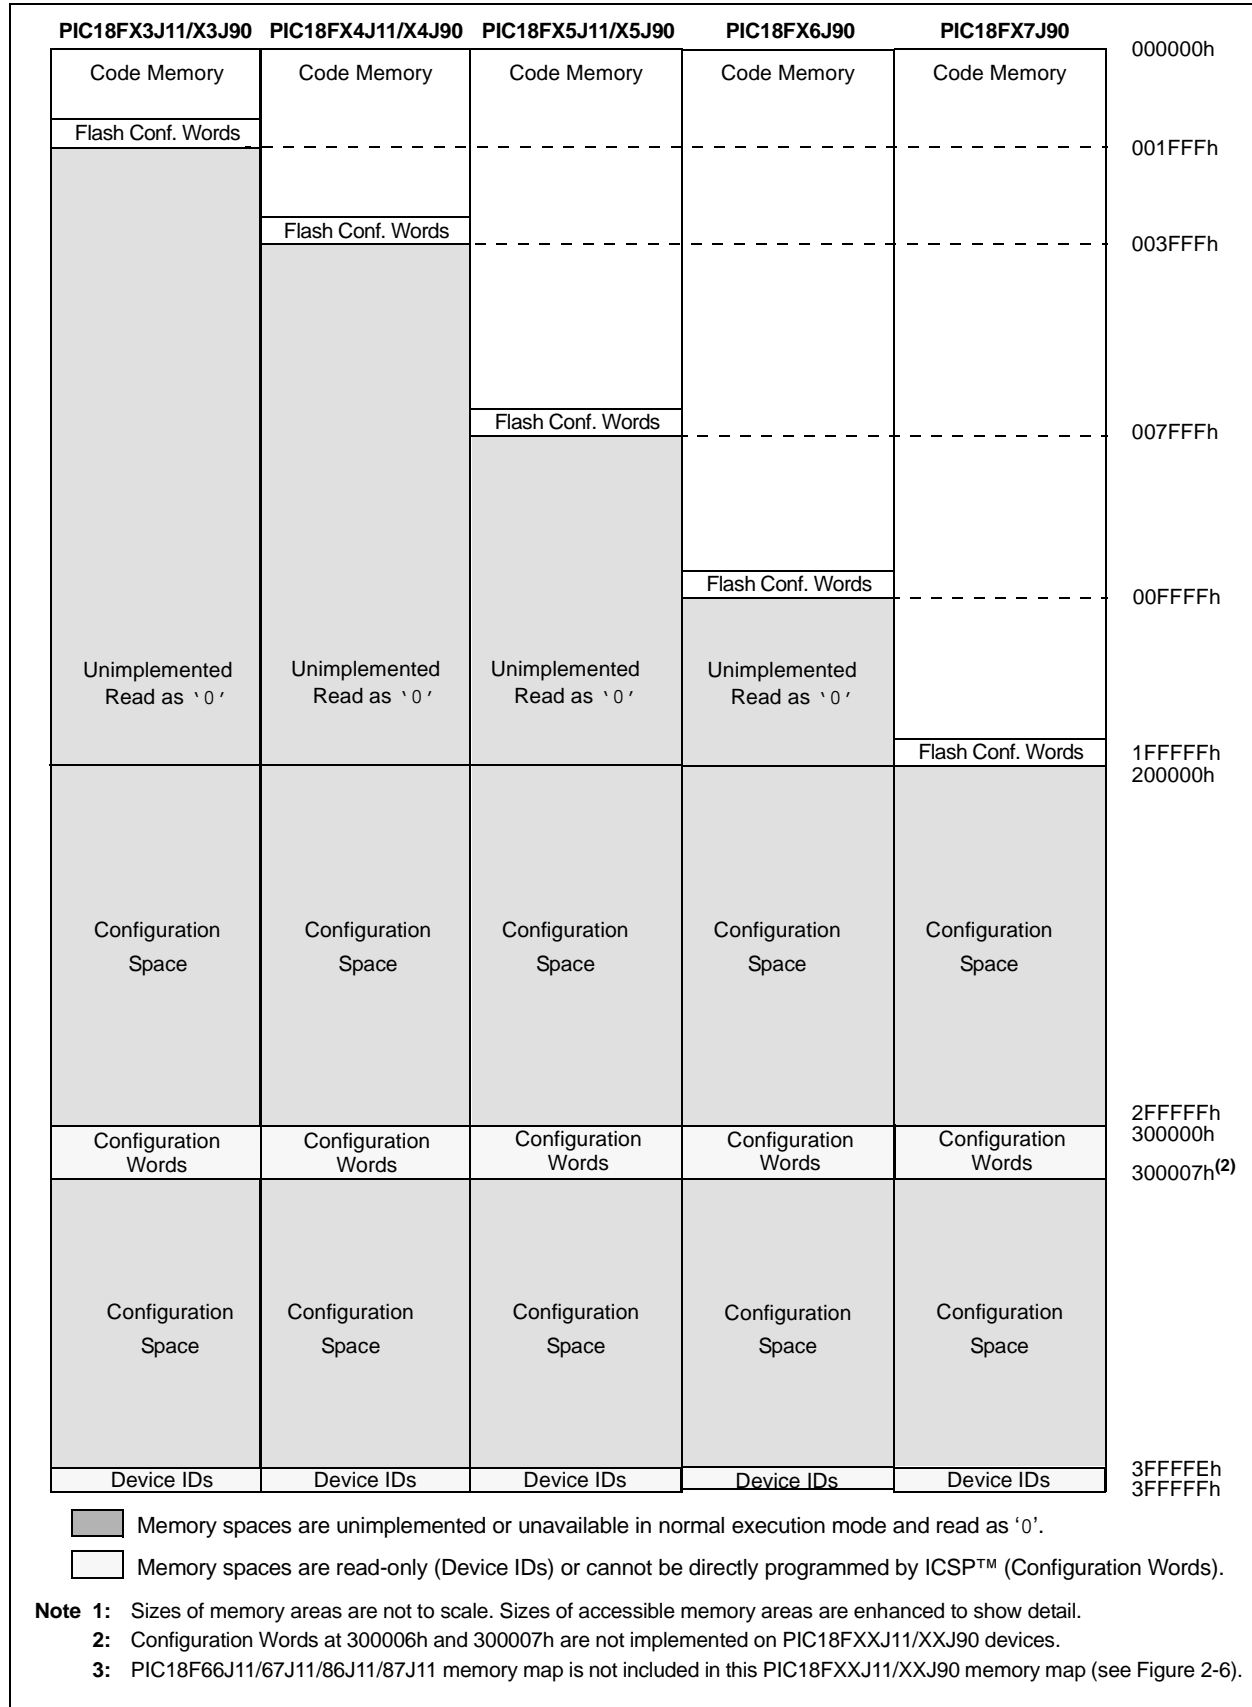 PIC18FX3J11/X3J90 PIC18FX4J11/X4J90 PIC18FX5J11/X5J90 PIC18FX6J90 PIC18FX7J90
000000h
Code Memory Code Memory Code Memory Code Memory Code Memory
Flash Conf. Words
001FFFh
Flash Conf. Words
003FFFh
Flash Conf. Words
007FFFh
Flash Conf. Words
00FFFFh
Unimplemented Unimplemented Unimplemented Unimplemented
Read as ‘0’ Read as ‘0’ Read as ‘0’ Read as ‘0’
Flash Conf. Words
1FFFFFh
200000h
Configuration Configuration Configuration Configuration Configuration
Space Space Space Space Space
2FFFFFh
300000h
Configuration Configuration Configuration Configuration Configuration
Words Words Words Words Words
300007h(2)
Configuration Configuration Configuration Configuration Configuration
Space Space Space Space Space
3FFFFEh
Device IDs Device IDs Device IDs Device IDs Device IDs
3FFFFFh
Memory spaces are unimplemented or unavailable in normal execution mode and read as ‘0’.
Memory spaces are read-only (Device IDs) or cannot be directly programmed by ICSP™ (Configuration Words).
Note 1: Sizes of memory areas are not to scale. Sizes of accessible memory areas are enhanced to show detail.
2: Configuration Words at 300006h and 300007h are not implemented on PIC18FXXJ11/XXJ90 devices.
3: PIC18F66J11/67J11/86J11/87J11 memory map is not included in this PIC18FXXJ11/XXJ90 memory map (see Figure 2-6).